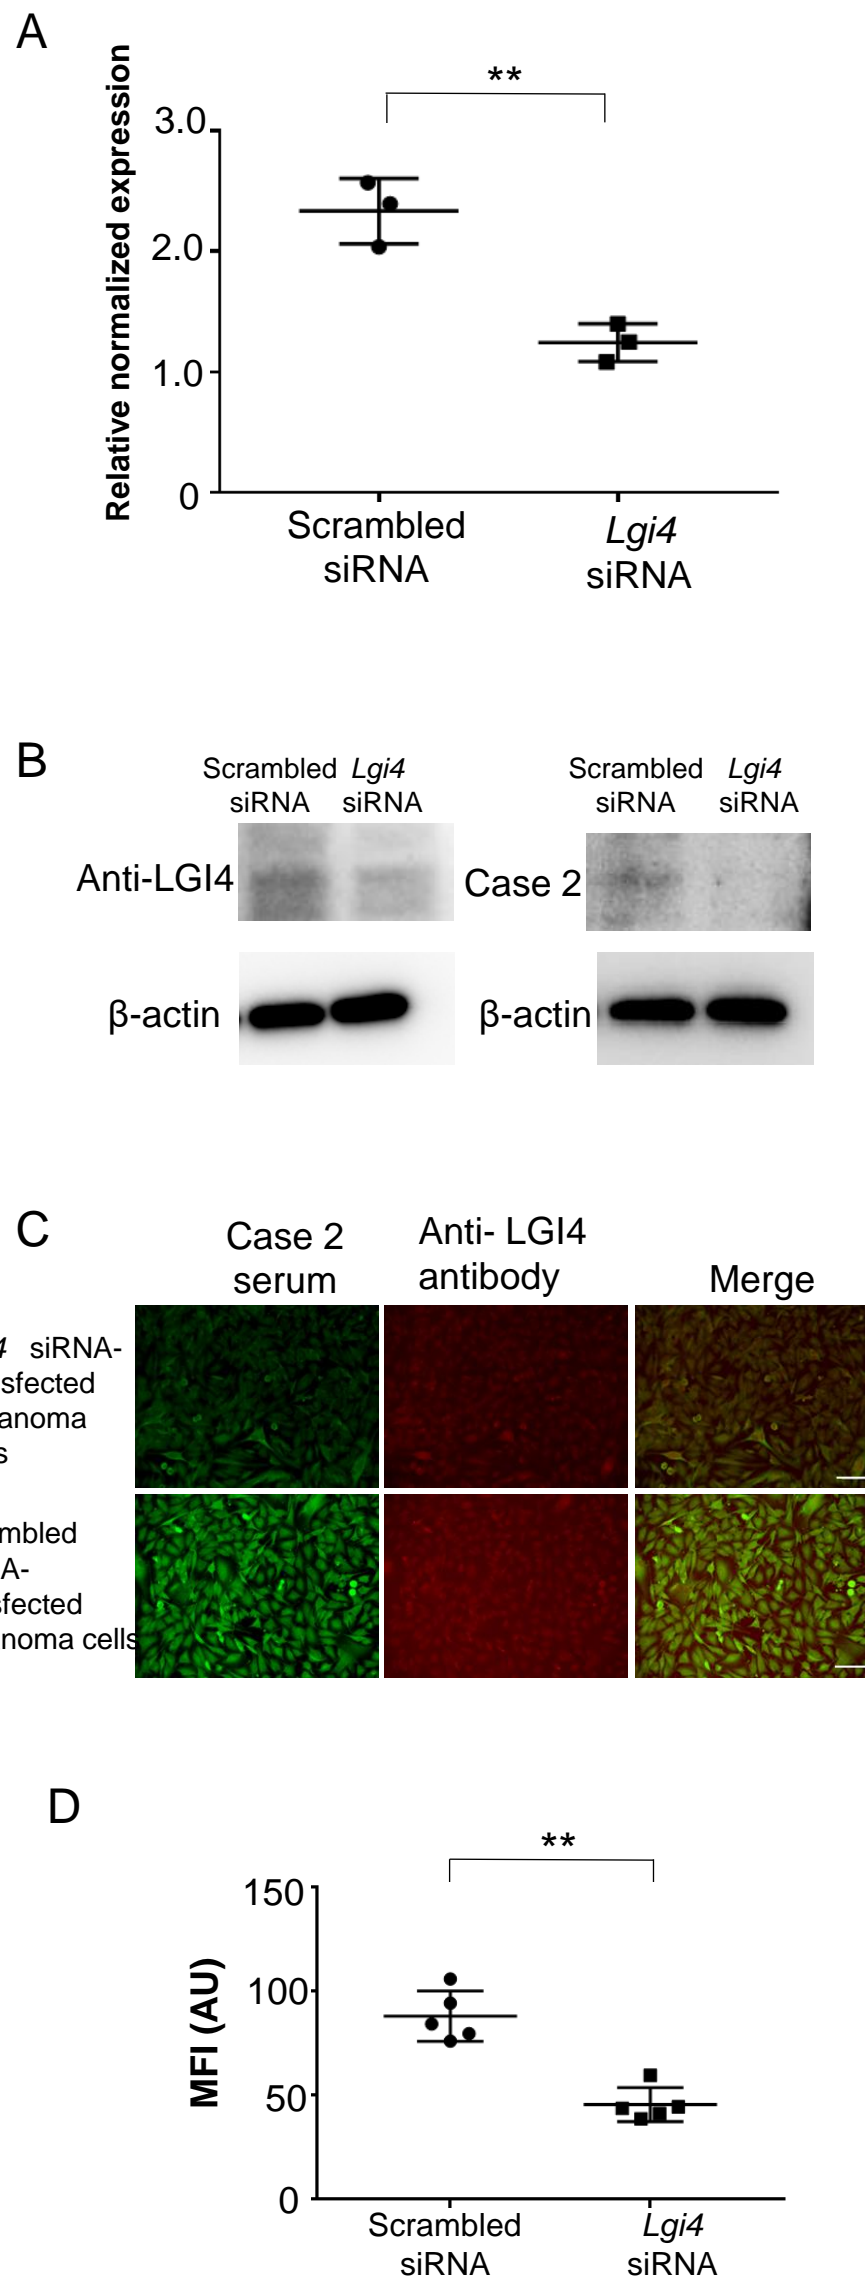 A
**
Relative normalized expression
3.0
2.0
1.0
0
Scrambled
siRNA
Lgi4
siRNA
B
Scrambled Lgi4
siRNA siRNA
Scrambled Lgi4
siRNA siRNA
Anti-LGI4
Case 2
β-actin
β-actin
C
Case 2
serum
Anti- LGI4
antibody
Merge
4 siRNA-
sfected
anoma
s
mbled
A-
sfected
noma cells
D
**
MFI (AU)
150
100
50
0
Scrambled
siRNA
Lgi4
siRNA